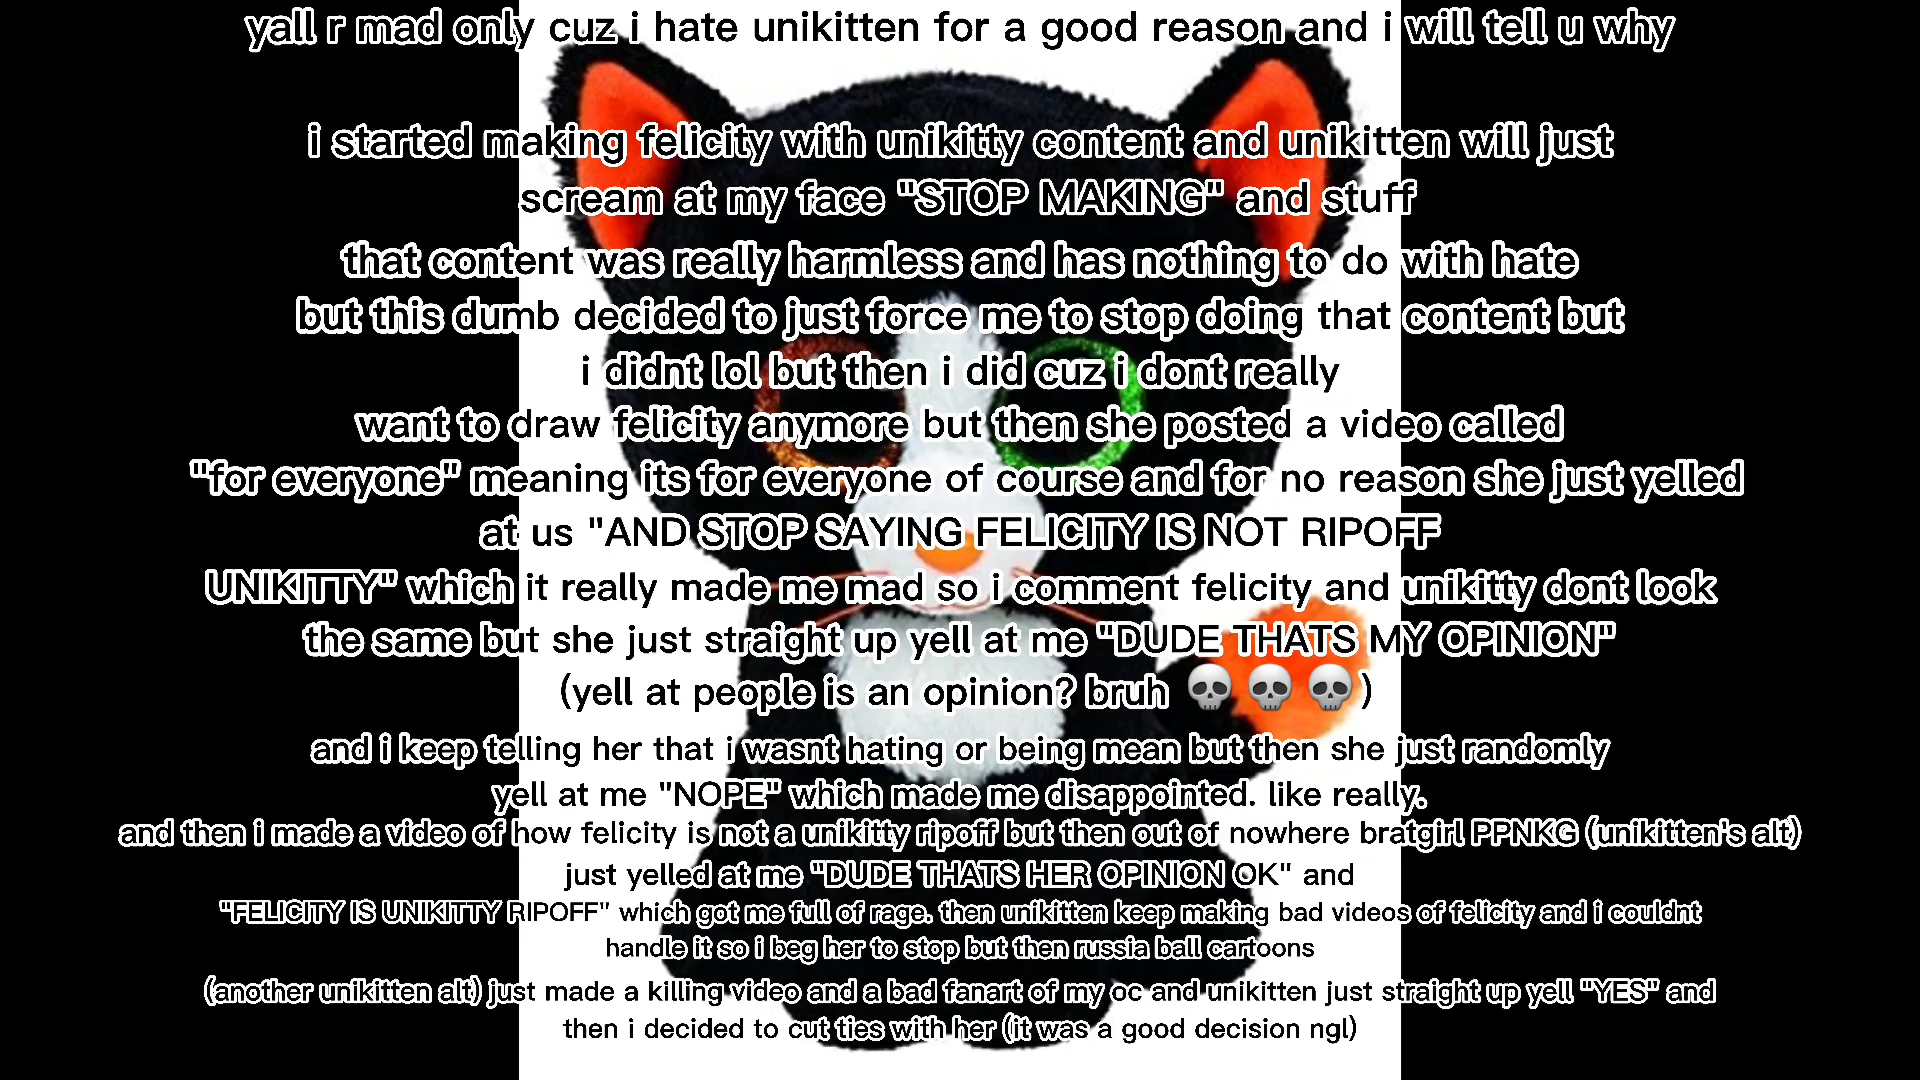 yall r mad only cuz i hate unikitten for a good reason and i will tell u why
i started making felicity with unikitty content and unikitten will just
scream at my face "STOP MAKING" and stuff
that content was really harmless and has nothing to do with hate
but this dumb decided to just force me to stop doing that content but
i didnt lol but then i did cuz i dont really
want to draw felicity anymore but then she posted a video called
"for everyone" meaning its for everyone of course and for no reason she just yelled
at us "AND STOP SAYING FELICITY IS NOT RIPOFF
UNIKITTY" which it really made me mad so i comment felicity and unikitty dont look
the same but she just straight up yell at me "DUDE THATS MY OPINION"
(yell at people is an opinion? bruh 💀💀💀)
and i keep telling her that i wasnt hating or being mean but then she just randomly
yell at me "NOPE" which made me disappointed. like really.
and then i made a video of how felicity is not a unikitty ripoff but then out of nowhere bratgirl PPNKG (unikitten's alt)
just yelled at me "DUDE THATS HER OPINION OK" and
"FELICITY IS UNIKITTY RIPOFF" which got me full of rage. then unikitten keep making bad videos of felicity and i couldnt
handle it so i beg her to stop but then russia ball cartoons
(another unikitten alt) just made a killing video and a bad fanart of my oc and unikitten just straight up yell "YES" and
then i decided to cut ties with her (it was a good decision ngl)